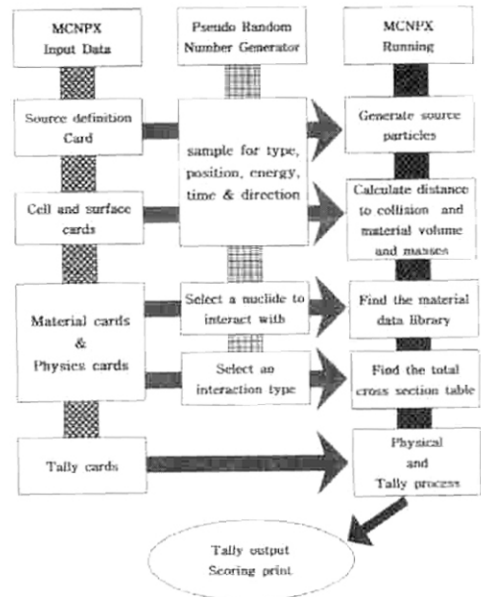 MCNPX
Input Data
Pseudo Random
Number Generator
MCNPX
Running
Source definition
Card
sample for type,
position, energy,
time & direction
Generate source
particles
Cell and surface
cards
Calculate distance
to collision and
material volume
and masses
Material cards
&
Physics cards
Select a nuclide to
interact with
Find the material
data library
Select an
interaction type
Find the total
cross section table
Tally cards
Physical
and
Tally process
Tally output
Scoring print